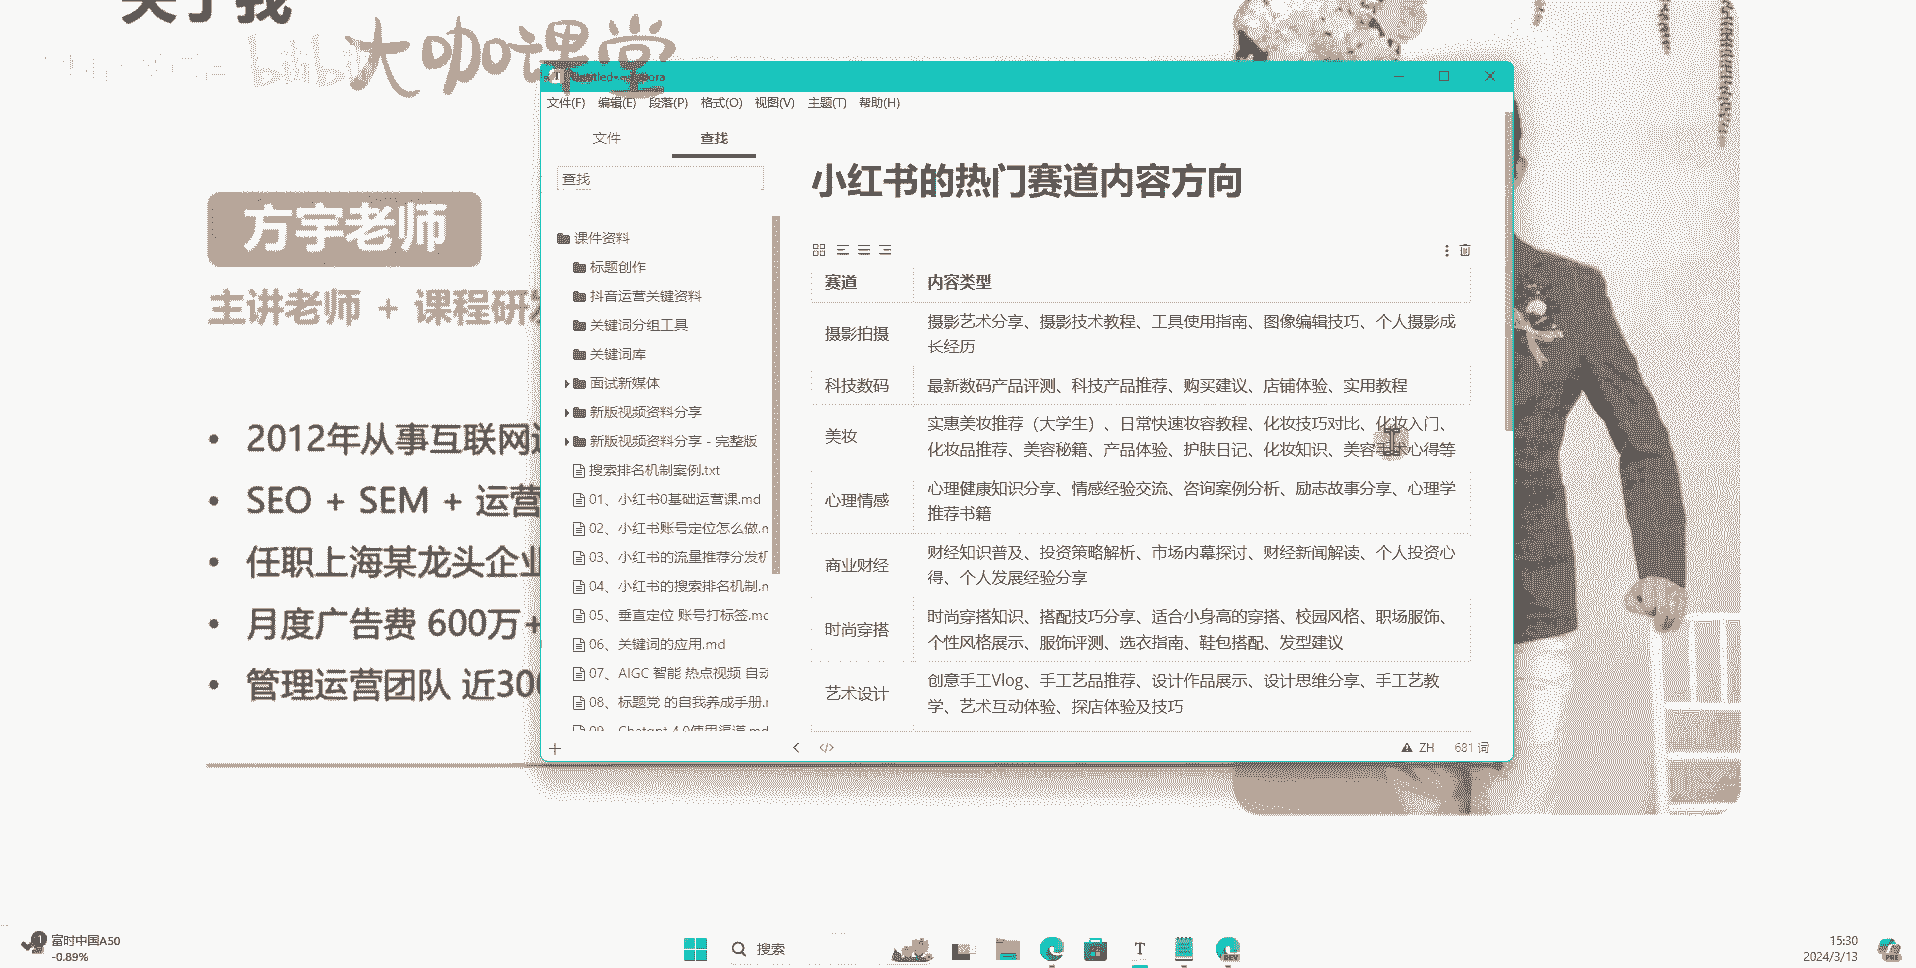 关于我
bilibili
大咖课堂
方宇老师
主讲老师 + 课程研发
2012年从事互联网
SEO + SEM + 运营
任职上海某龙头企业
月度广告费 600万+
管理运营团队 近300
文件(F) 编辑(E) 段落(P) 格式(O) 视图(V) 主题(T) 帮助(H)
文件 查找
查找
课件资料
标题创作
抖音运营关键资料
关键词分组工具
关键词库
面试新媒体
新版视频资料分享
新版视频资料分享 - 完整版
搜索排名机制案例.txt
01、小红书0基础运营课.md
02、小红书账号定位怎么做.m
03、小红书的流量推荐分发机
04、小红书的搜索排名机制.m
05、垂直定位 账号打标签.mc
06、关键词的应用.md
07、AIGC 智能 热点视频 自动
08、标题党 的自我养成手册.m
09、Chatgpt 4.0使用渠道.md
小红书的热门赛道内容方向
赛道 内容类型
摄影拍摄 摄影艺术分享、摄影技术教程、工具使用指南、图像编辑技巧、个人摄影成
长经历
科技数码 最新数码产品评测、科技产品推荐、购买建议、店铺体验、实用教程
美妆 实惠美妆推荐（大学生）、日常快速妆容教程、化妆技巧对比、化妆入门、
化妆品推荐、美容秘籍、产品体验、护肤日记、化妆知识、美容手术心得等
心理情感 心理健康知识分享、情感经验交流、咨询案例分析、励志故事分享、心理学
推荐书籍
商业财经 财经知识普及、投资策略解析、市场内幕探讨、财经新闻解读、个人投资心
得、个人发展经验分享
时尚穿搭 时尚穿搭知识、搭配技巧分享、适合小身高的穿搭、校园风格、职场服饰、
个性风格展示、服饰评测、选衣指南、鞋包搭配、发型建议
艺术设计 创意手工Vlog、手工艺品推荐、设计作品展示、设计思维分享、手工艺教
学、艺术互动体验、探店体验及技巧
ZH 681 词
富时中国A50
-0.89%
搜索
T
DEV
15:30
2024/3/13
PRE